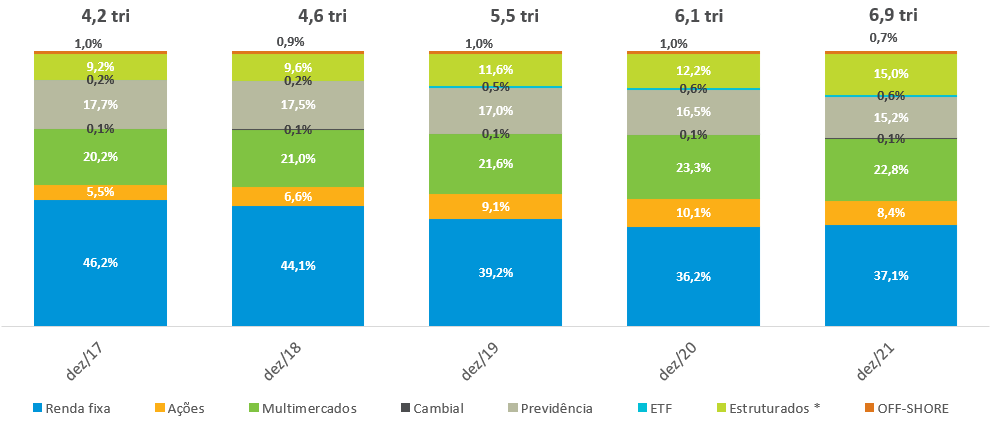 4,2 tri 4,6 tri 5,5 tri 6,1 tri 6,9 tri
1,0% 0,9% 1,0% 1,0% 0,7%
9,2% 9,6% 11,6% 12,2% 15,0%
0,2% 0,2% 0,5% 0,6% 0,6%
17,7% 17,5% 17,0% 16,5% 15,2%
0,1% 0,1% 0,1% 0,1% 0,1%
20,2% 21,0% 21,6% 23,3% 22,8%
5,5% 6,6% 9,1% 10,1% 8,4%
46,2% 44,1% 39,2% 36,2% 37,1%
dez/17 dez/18 dez/19 dez/20 dez/21
Renda fixa Ações Multimercados Cambial Previdência ETF Estruturados * OFF-SHORE